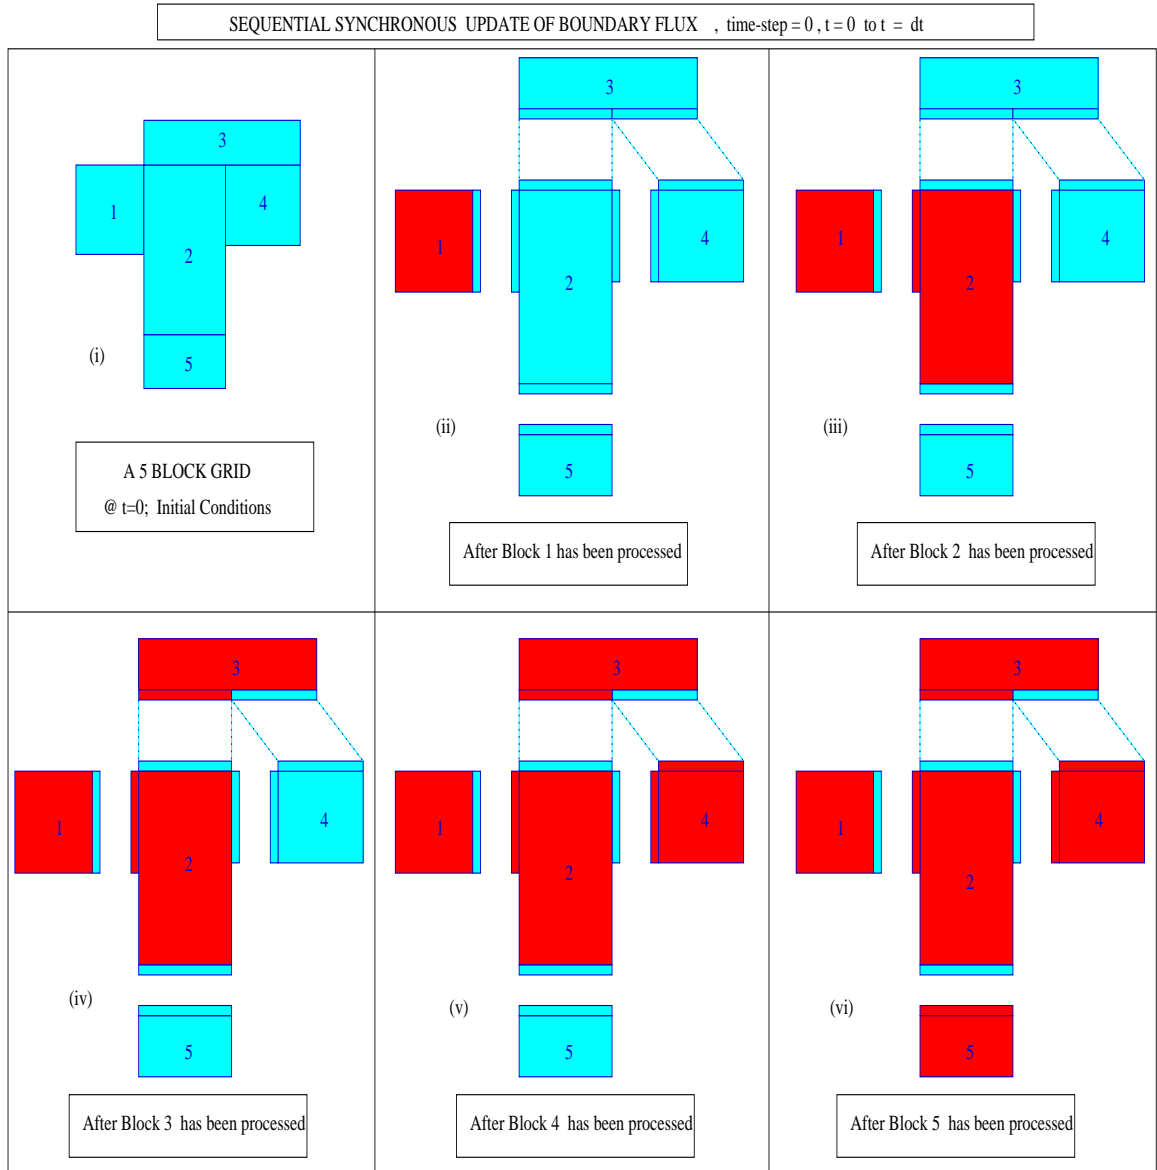 SEQUENTIAL SYNCHRONOUS UPDATE OF BOUNDARY FLUX , time-step = 0 , t = 0 to t = dt
3
1
4
2
(i)
5
A 5 BLOCK GRID
@ t=0; Initial Conditions
3
1
4
2
(ii)
5
After Block 1 has been processed
3
1
4
2
(iii)
5
After Block 2 has been processed
3
1
4
2
(iv)
5
After Block 3 has been processed
3
1
4
2
(v)
5
After Block 4 has been processed
3
1
4
2
(vi)
5
After Block 5 has been processed